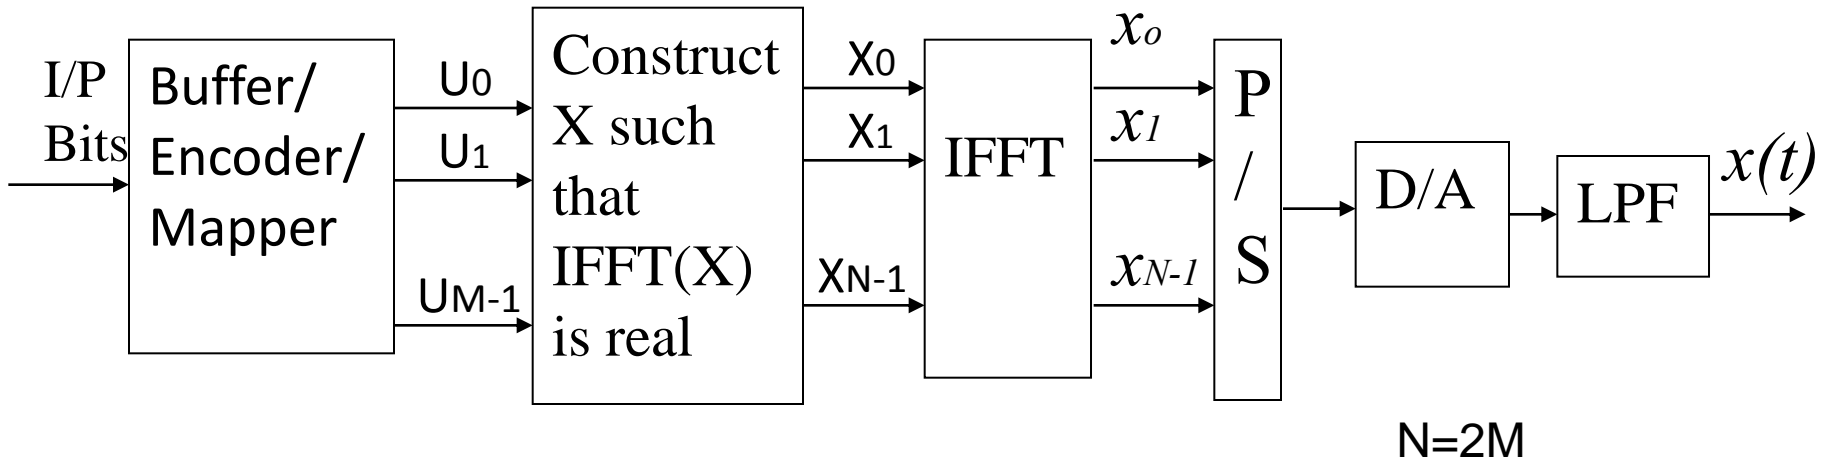 I/P
Bits
Buffer/
Encoder/
Mapper
U0
U1
UM-1
Construct
X such
that
IFFT(X)
is real
X0
X1
XN-1
IFFT
xo
x1
xN-1
P
/
S
D/A
LPF
x(t)
N=2M